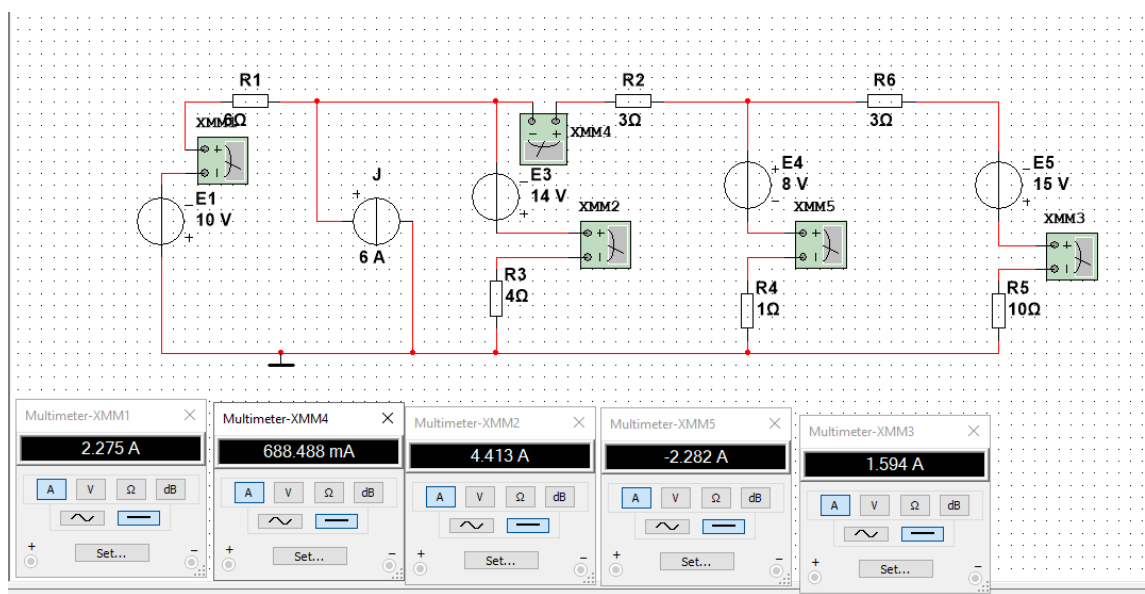 R1
6Ω
XMM1
E1
10 V
J
6 A
E3
14 V
XMM4
R2
3Ω
XMM2
R3
4Ω
E4
8 V
XMM5
R4
1Ω
R6
3Ω
E5
15 V
XMM3
R5
10Ω
Multimeter-XMM1
2.275 A
A V Ω dB
Set...
Multimeter-XMM4
688.488 mA
A V Ω dB
Set...
Multimeter-XMM2
4.413 A
A V Ω dB
Set...
Multimeter-XMM5
-2.282 A
A V Ω dB
Set...
Multimeter-XMM3
1.594 A
A V Ω dB
Set...